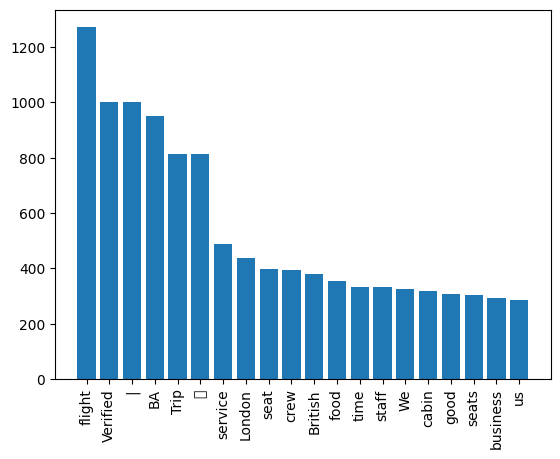 1200
1000
800
600
400
200
0
flight
Verified
|
BA
Trip
service
London
seat
crew
British
food
time
staff
We
cabin
good
seats
business
us